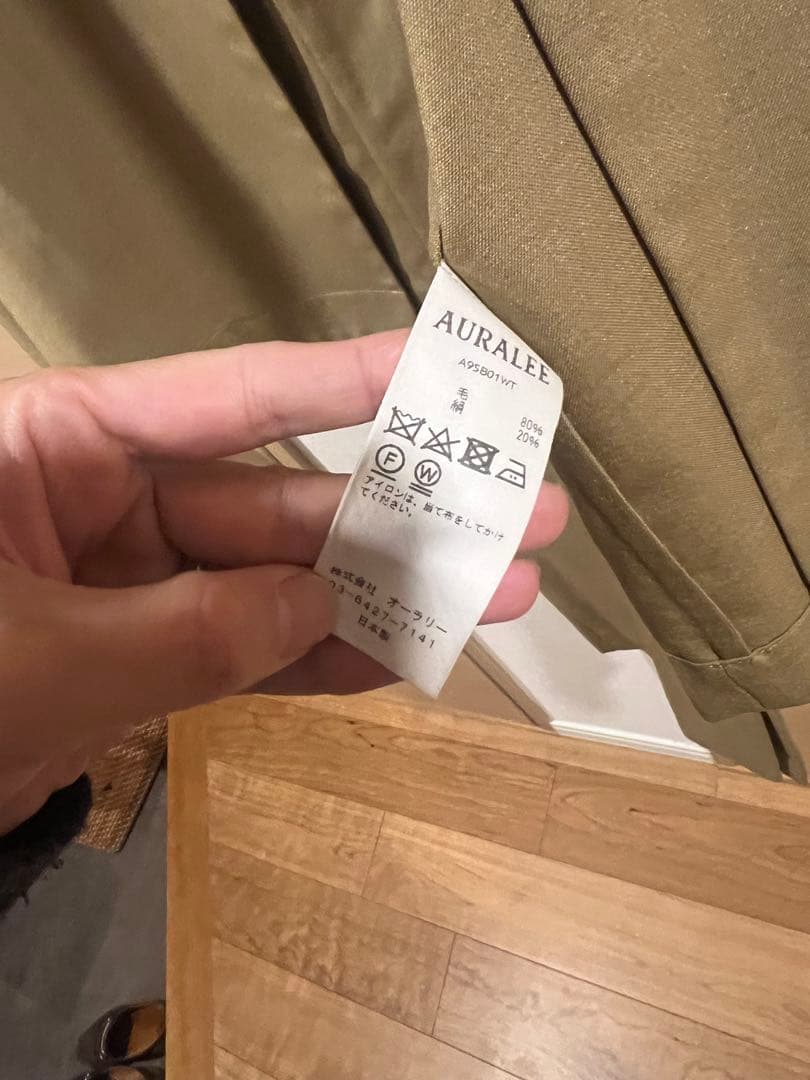 AURALEE
A9SB01WT
毛 80%
絹 20%
F W
アイロンは、当て布をしてかけ
てください。
株式会社 オーラリー
03-6427-7141
日本製